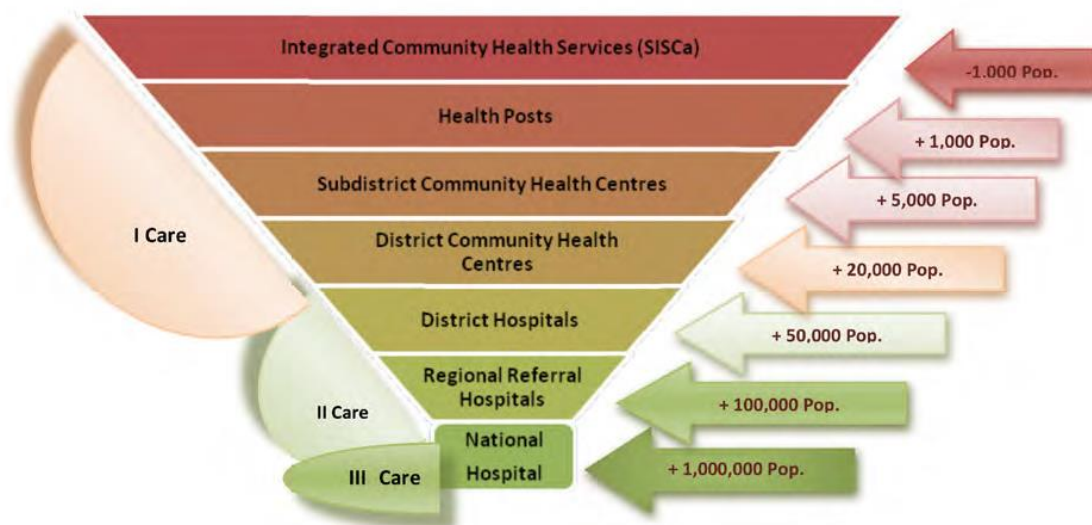 Integrated Community Health Services (SISCa)
-1.000 Pop.
Health Posts
+ 1,000 Pop.
Subdistrict Community Health Centres
+ 5,000 Pop.
I Care
District Community Health
Centres
+ 20,000 Pop.
District Hospitals
+ 50,000 Pop.
Regional Referral
Hospitals
+ 100,000 Pop.
II Care
National
Hospital
+ 1,000,000 Pop.
III Care